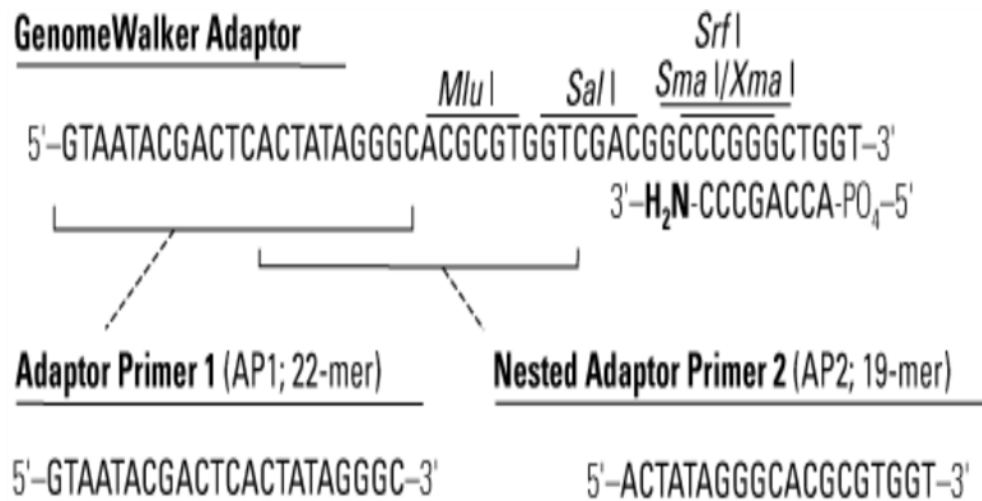 GenomeWalker Adaptor
Srf I
Mlu I Sal I Sma I/Xma I
5'–GTAATACGACTCACTATAGGGCACGCGTGGTCGACGGCCCGGGCTGGT–3'
3'–H₂N-CCCGACCA-PO₄–5'
Adaptor Primer 1 (AP1; 22-mer) Nested Adaptor Primer 2 (AP2; 19-mer)
5'–GTAATACGACTCACTATAGGGC–3' 5'–ACTATAGGGCACGCGTGGT–3'